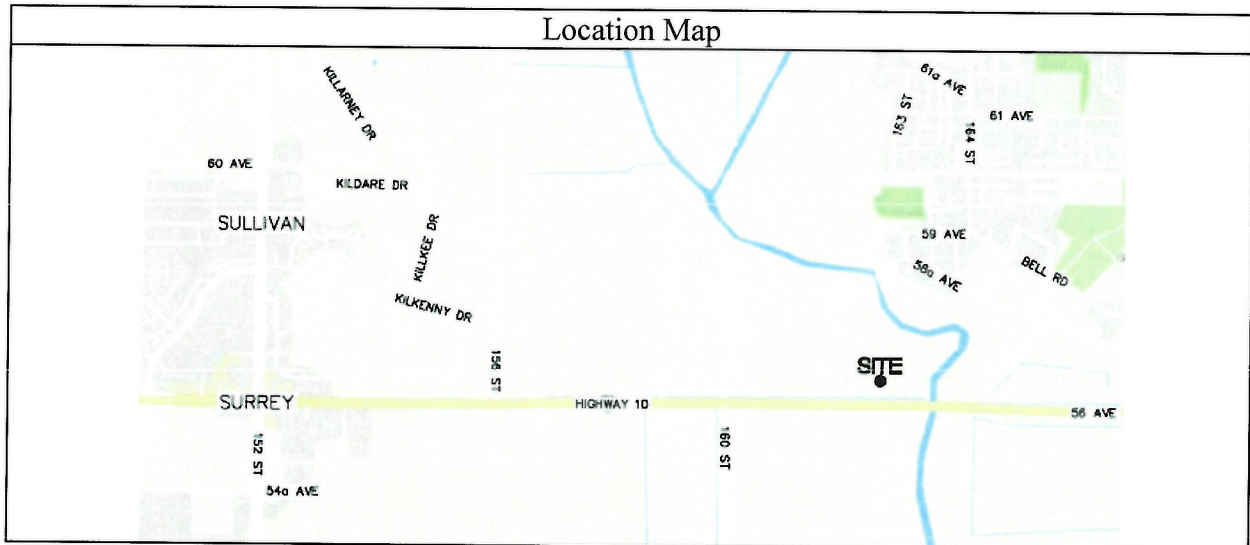 Location Map
KILLARNEY DR
61a AVE
163 ST
61 AVE
164 ST
60 AVE
KILDARE DR
SULLIVAN
KILLKEE DR
59 AVE
58a AVE
BELL RD
KILKENNY DR
156 ST
SITE
SURREY
HIGHWAY 10
56 AVE
152 ST
160 ST
54a AVE